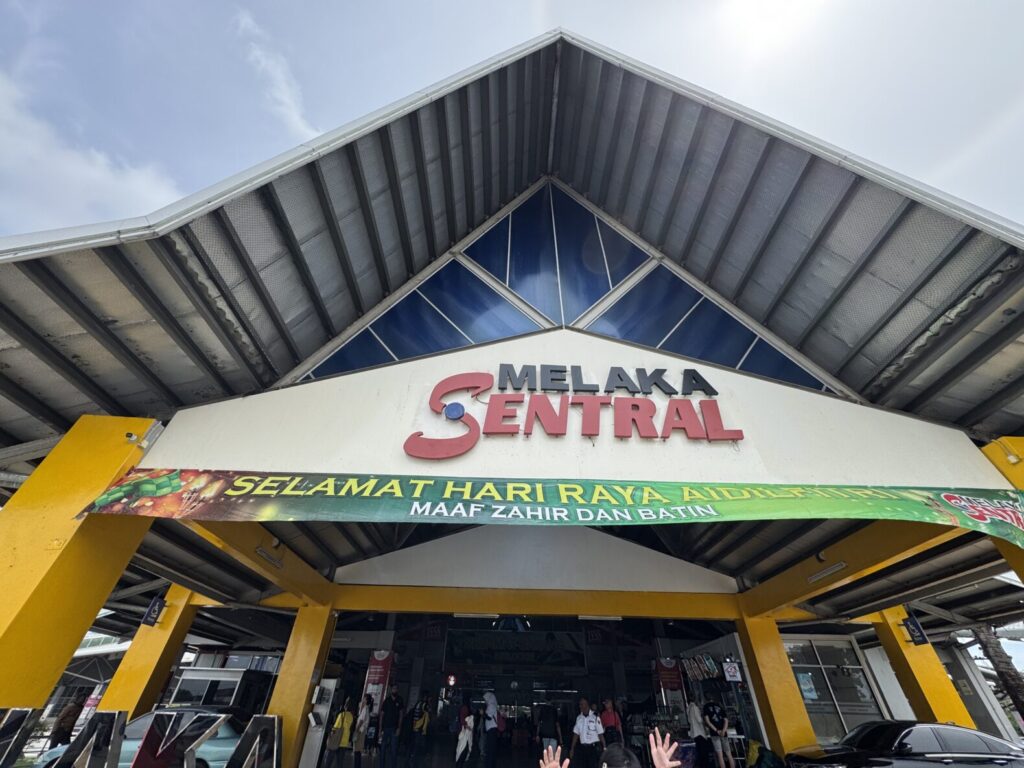 MELAKA
SENTRAL
SELAMAT HARI RAYA AIDILFITRI
MAAF ZAHIR DAN BATIN